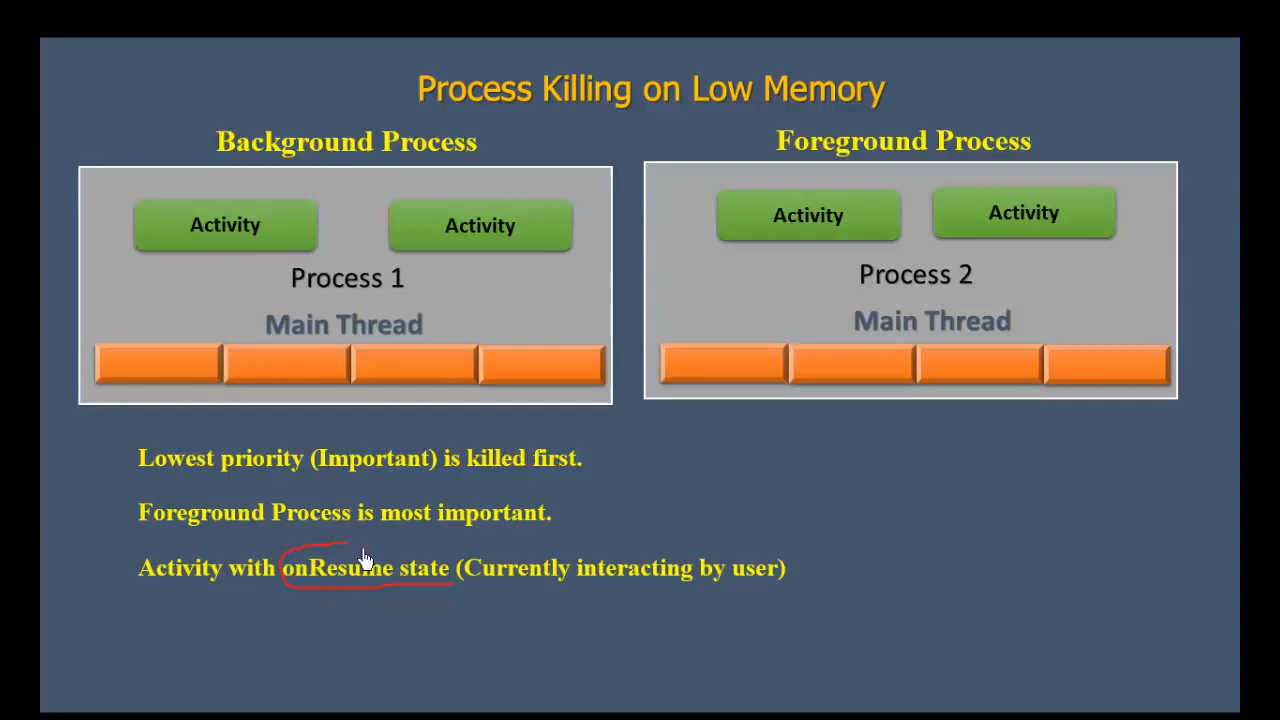 Process Killing on Low Memory
Background Process
Activity Activity
Process 1
Main Thread
Foreground Process
Activity Activity
Process 2
Main Thread
Lowest priority (Important) is killed first.
Foreground Process is most important.
Activity with onResume state (Currently interacting by user)